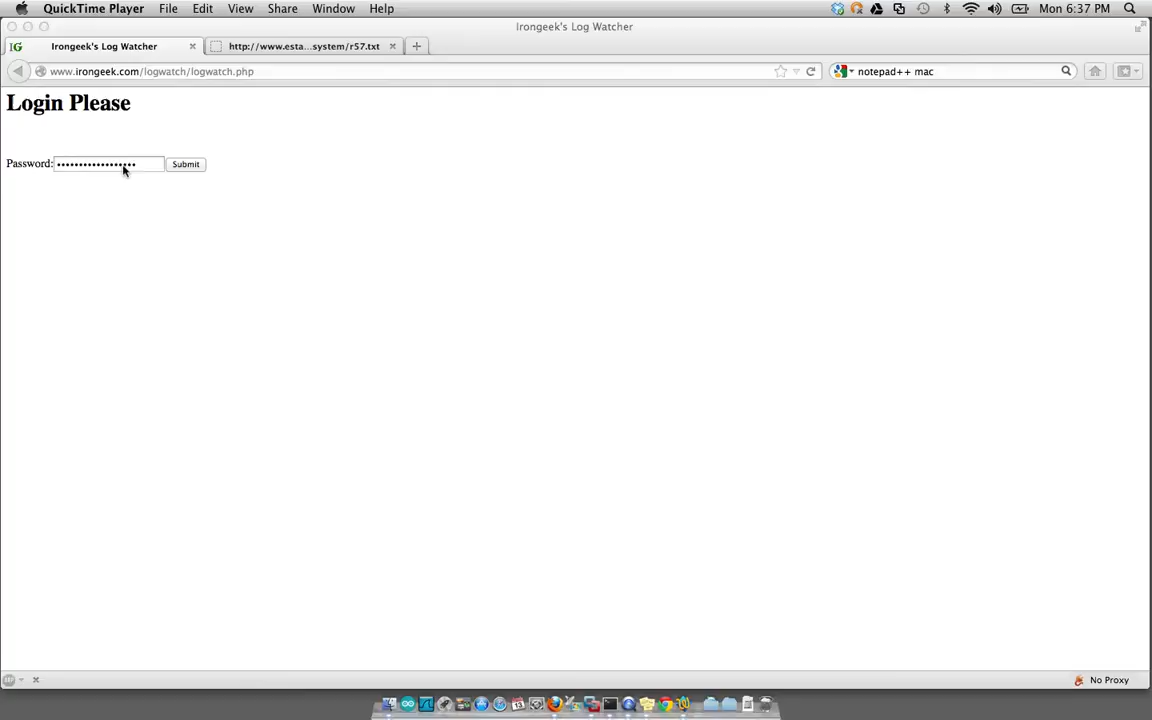 QuickTime Player File Edit View Share Window Help Mon 6:37 PM
Irongeek's Log Watcher
IG Irongeek's Log Watcher http://www.esta...system/r57.txt
www.irongeek.com/logwatch/logwatch.php notepad++ mac
Login Please
Password: Submit
No Proxy